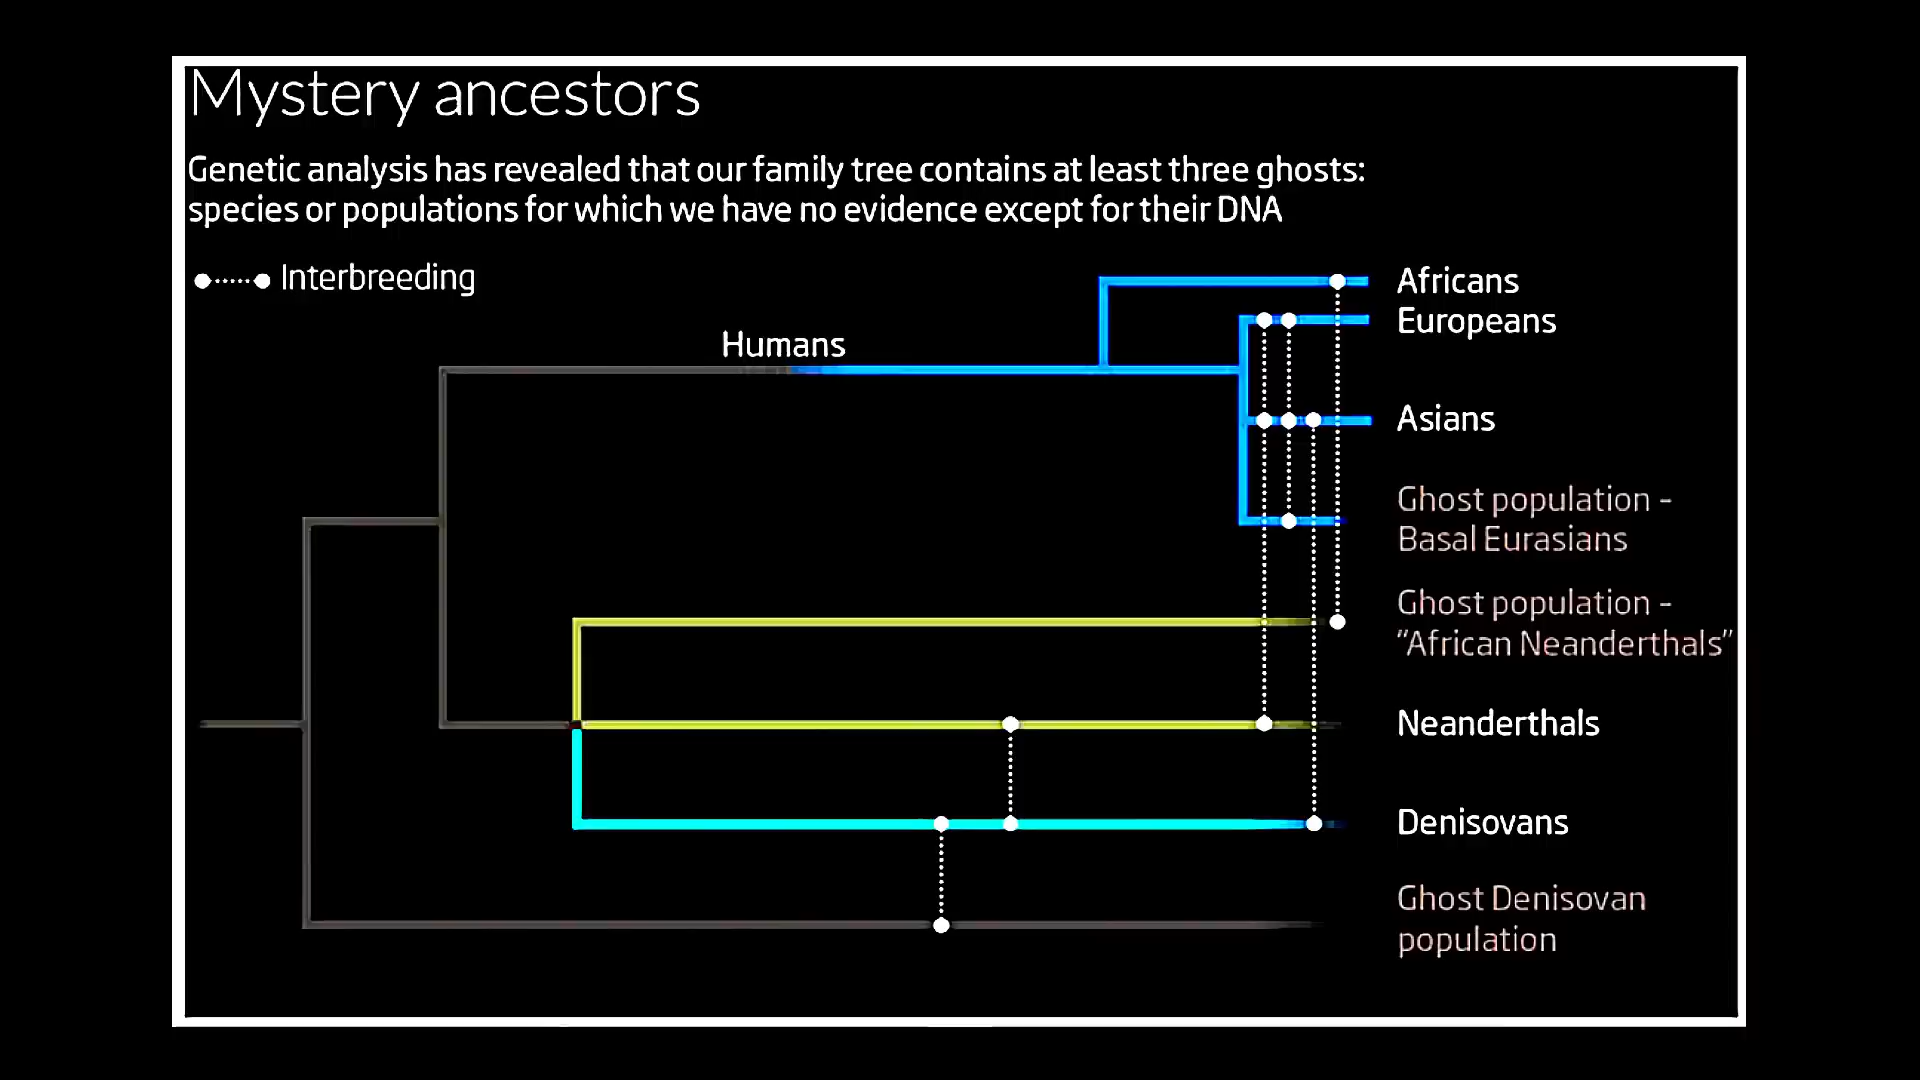 Mystery ancestors
Genetic analysis has revealed that our family tree contains at least three ghosts:
species or populations for which we have no evidence except for their DNA
Interbreeding
Humans
Africans
Europeans
Asians
Ghost population –
Basal Eurasians
Ghost population –
“African Neanderthals”
Neanderthals
Denisovans
Ghost Denisovan
population